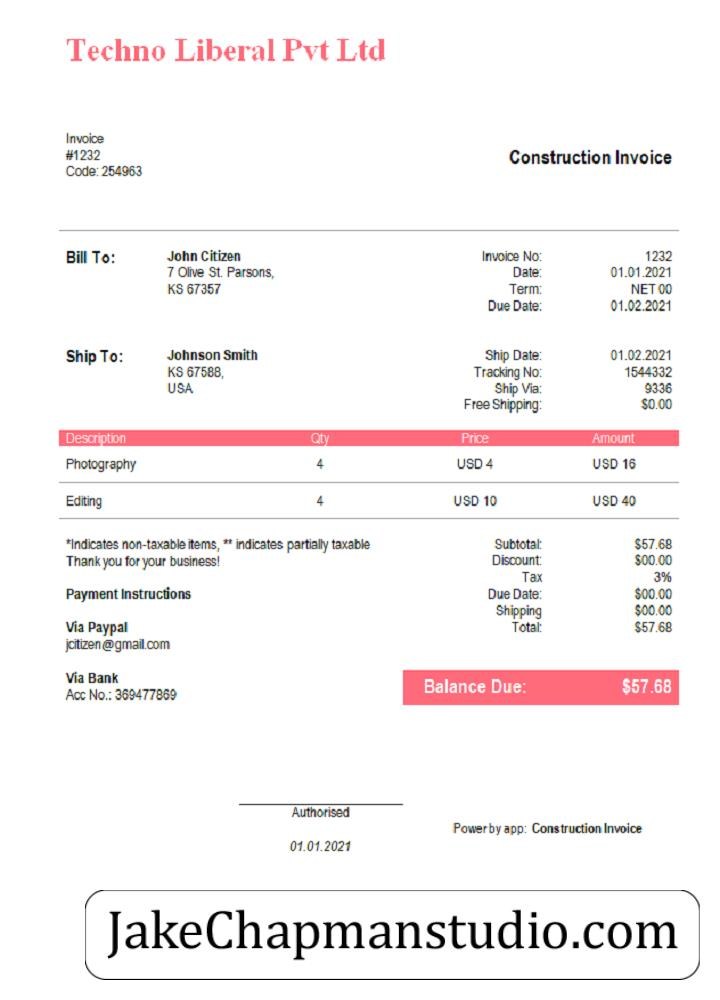 Techno Liberal Pvt Ltd
Invoice
#1232
Code: 254963
Construction Invoice
Bill To:
John Citizen
7 Olive St. Parsons,
KS 67357
Invoice No: 1232
Date: 01.01.2021
Term: NET 00
Due Date: 01.02.2021
Ship To:
Johnson Smith
KS 67588,
USA
Ship Date: 01.02.2021
Tracking No: 1544332
Ship Via: 9336
Free Shipping: $0.00
Description Qty Price Amount
Photography 4 USD 4 USD 16
Editing 4 USD 10 USD 40
*Indicates non-taxable items, ** indicates partially taxable
Thank you for your business!
Payment Instructions
Via Paypal
jcitizen@gmail.com
Via Bank
Acc No.: 369477869
Subtotal: $57.68
Discount: $00.00
Tax 3%
Due Date: $00.00
Shipping $00.00
Total: $57.68
Balance Due: $57.68
Authorised
01.01.2021
Power by app: Construction Invoice
JakeChapmanstudio.com